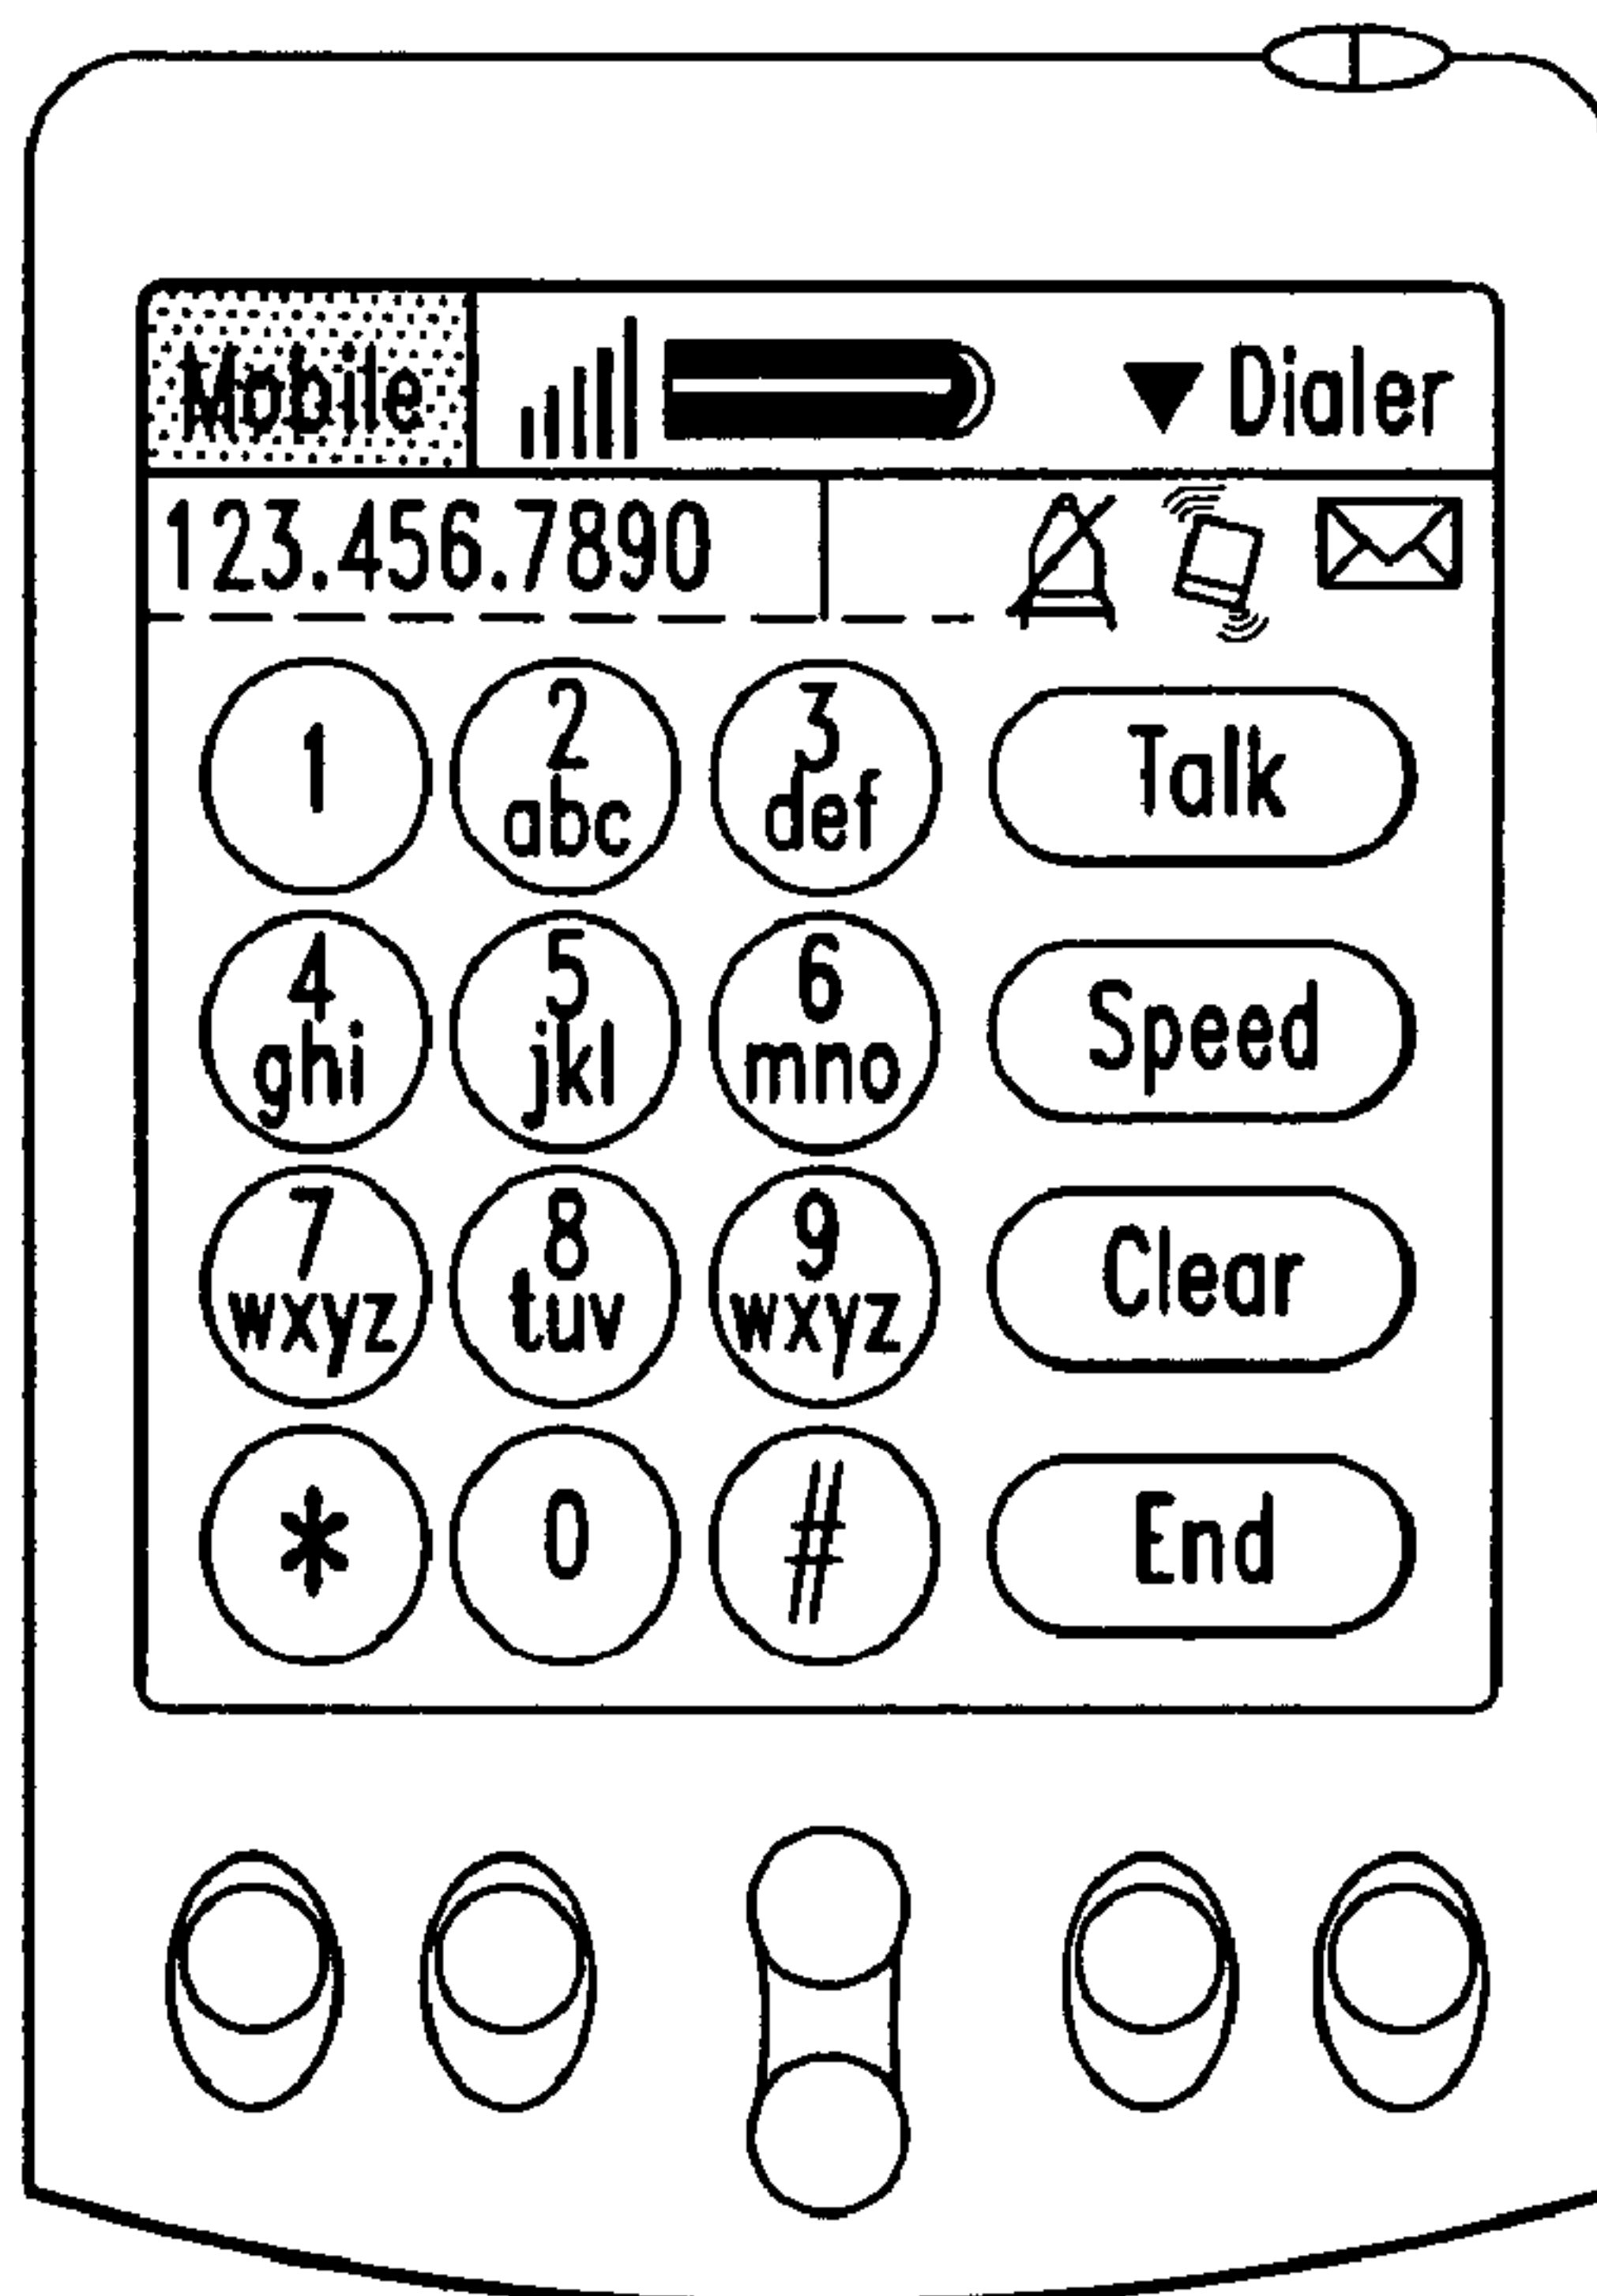 Mobile ▼ Dialer
123.456.7890
1 2 3 Talk
abc def
4 5 6 Speed
ghi jkl mno
7 8 9 Clear
wxyz tuv wxyz
* 0 # End